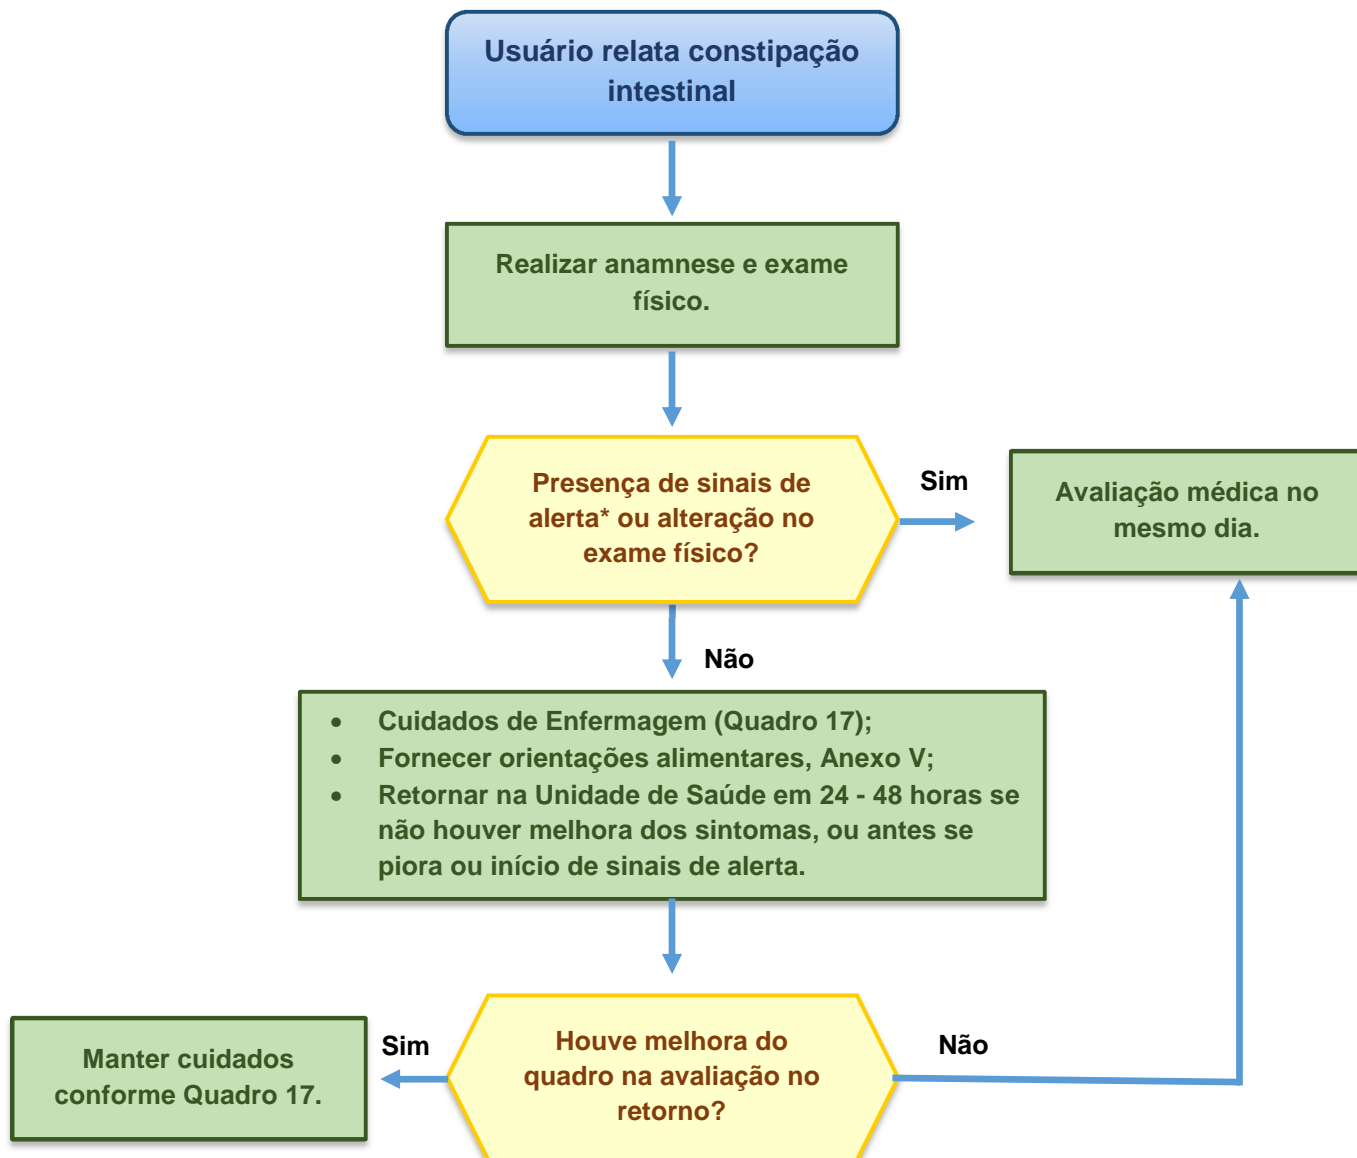 Usuário relata constipação
intestinal
Realizar anamnese e exame
físico.
Presença de sinais de
alerta* ou alteração no
exame físico?
Sim
Avaliação médica no
mesmo dia.
Não
• Cuidados de Enfermagem (Quadro 17);
• Fornecer orientações alimentares, Anexo V;
• Retornar na Unidade de Saúde em 24 - 48 horas se
não houver melhora dos sintomas, ou antes se
piora ou início de sinais de alerta.
Houve melhora do
quadro na avaliação no
retorno?
Sim
Manter cuidados
conforme Quadro 17.
Não